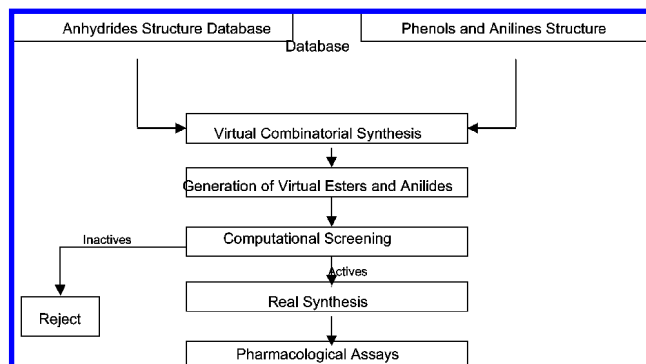 Anhydrides Structure Database
Phenols and Anilines Structure
Database
Virtual Combinatorial Synthesis
Generation of Virtual Esters and Anilides
Inactives
Computational Screening
Actives
Real Synthesis
Reject
Pharmacological Assays